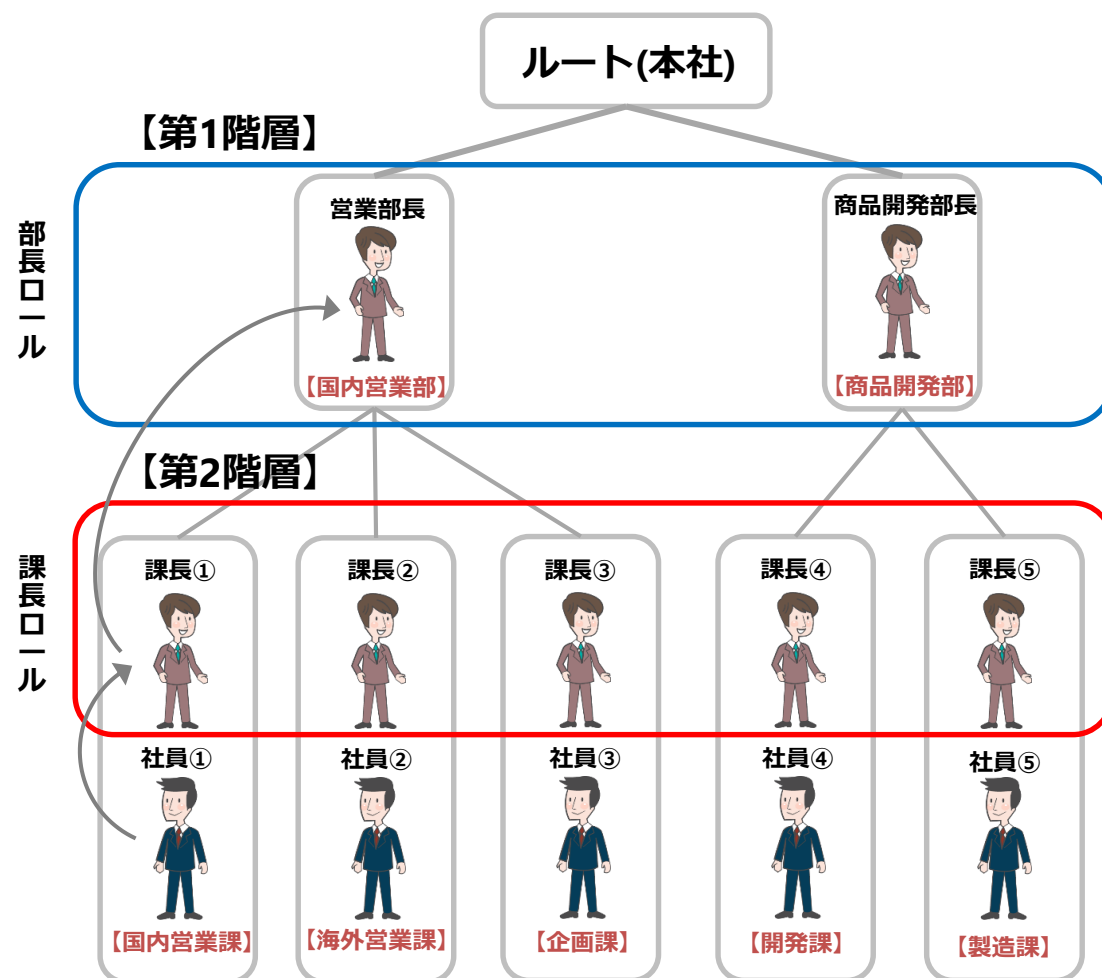 ルート(本社)
【第1階層】
部長ロール
営業部長
商品開発部長
【国内営業部】
【商品開発部】
【第2階層】
課長ロール
課長①
課長②
課長③
課長④
課長⑤
社員①
社員②
社員③
社員④
社員⑤
【国内営業課】
【海外営業課】
【企画課】
【開発課】
【製造課】